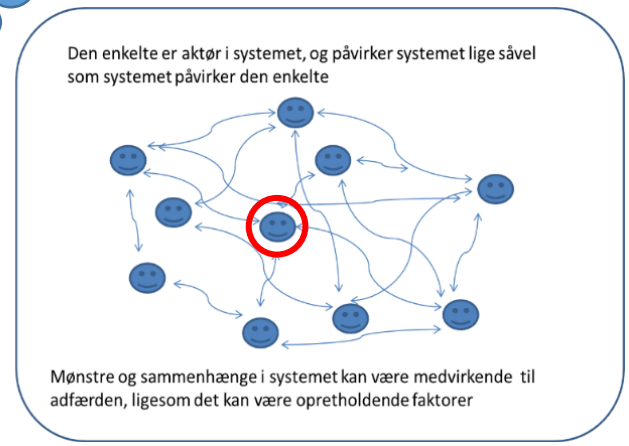 Den enkelte er aktør i systemet, og påvirker systemet lige såvel
som systemet påvirker den enkelte
Mønstre og sammenhænge i systemet kan være medvirkende til
adfærden, ligesom det kan være opretholdende faktorer